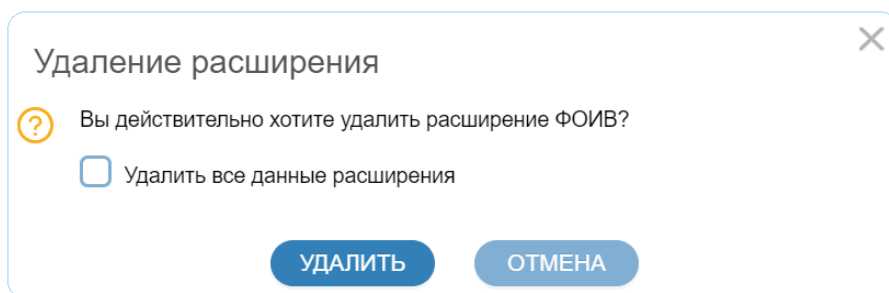 Удаление расширения
Вы действительно хотите удалить расширение ФОИВ?
Удалить все данные расширения
УДАЛИТЬ ОТМЕНА